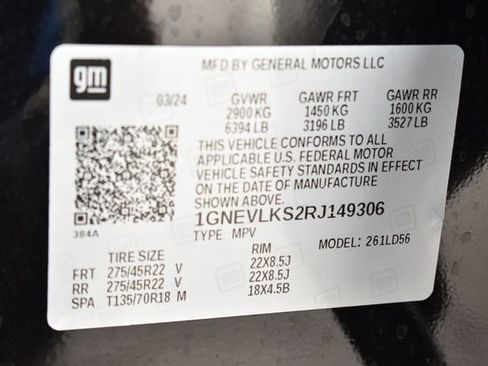 gm
MFD BY GENERAL MOTORS LLC
03/24 GVWR GAWR FRT GAWR RR
2900 KG 1450 KG 1600 KG
6394 LB 3196 LB 3527 LB
THIS VEHICLE CONFORMS TO ALL
APPLICABLE U.S. FEDERAL MOTOR
VEHICLE SAFETY STANDARDS IN EFFECT
ON THE DATE OF MANUFACTURE
SHOWN ABOVE.
384A
1GNEVLKS2RJ149306
TYPE: MPV MODEL: 261LD56
TIRE SIZE RIM
FRT 275/45R22 V 22X8.5J
RR 275/45R22 V 22X8.5J
SPA T135/70R18 M 18X4.5B